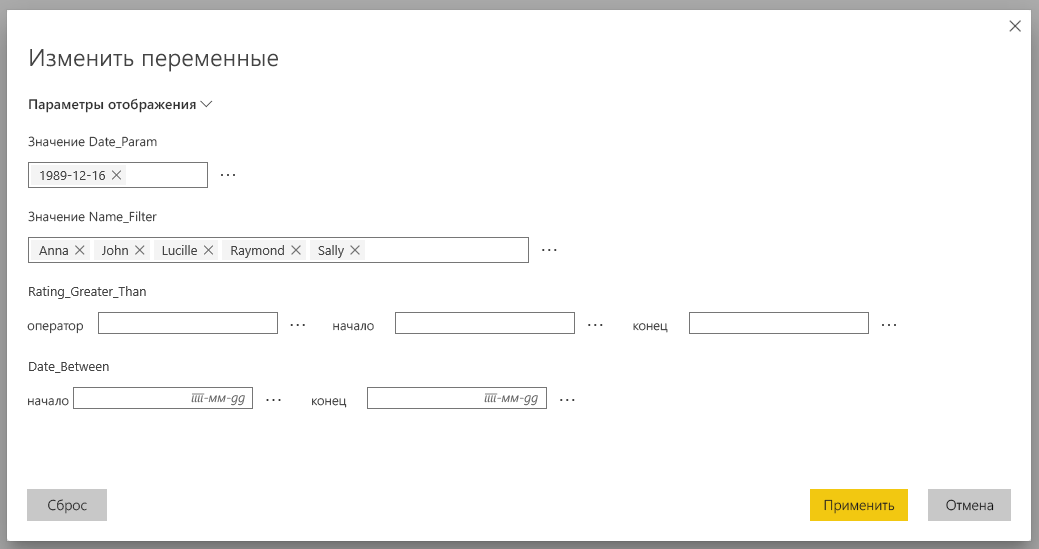 Изменить переменные
Параметры отображения
Значение Date_Param
1989-12-16
...
Значение Name_Filter
Anna John Lucille Raymond Sally
...
Rating_Greater_Than
оператор ... начало ... конец ...
Date_Between
начало гггг-мм-дд ... конец гггг-мм-дд ...
Сброс Применить Отмена